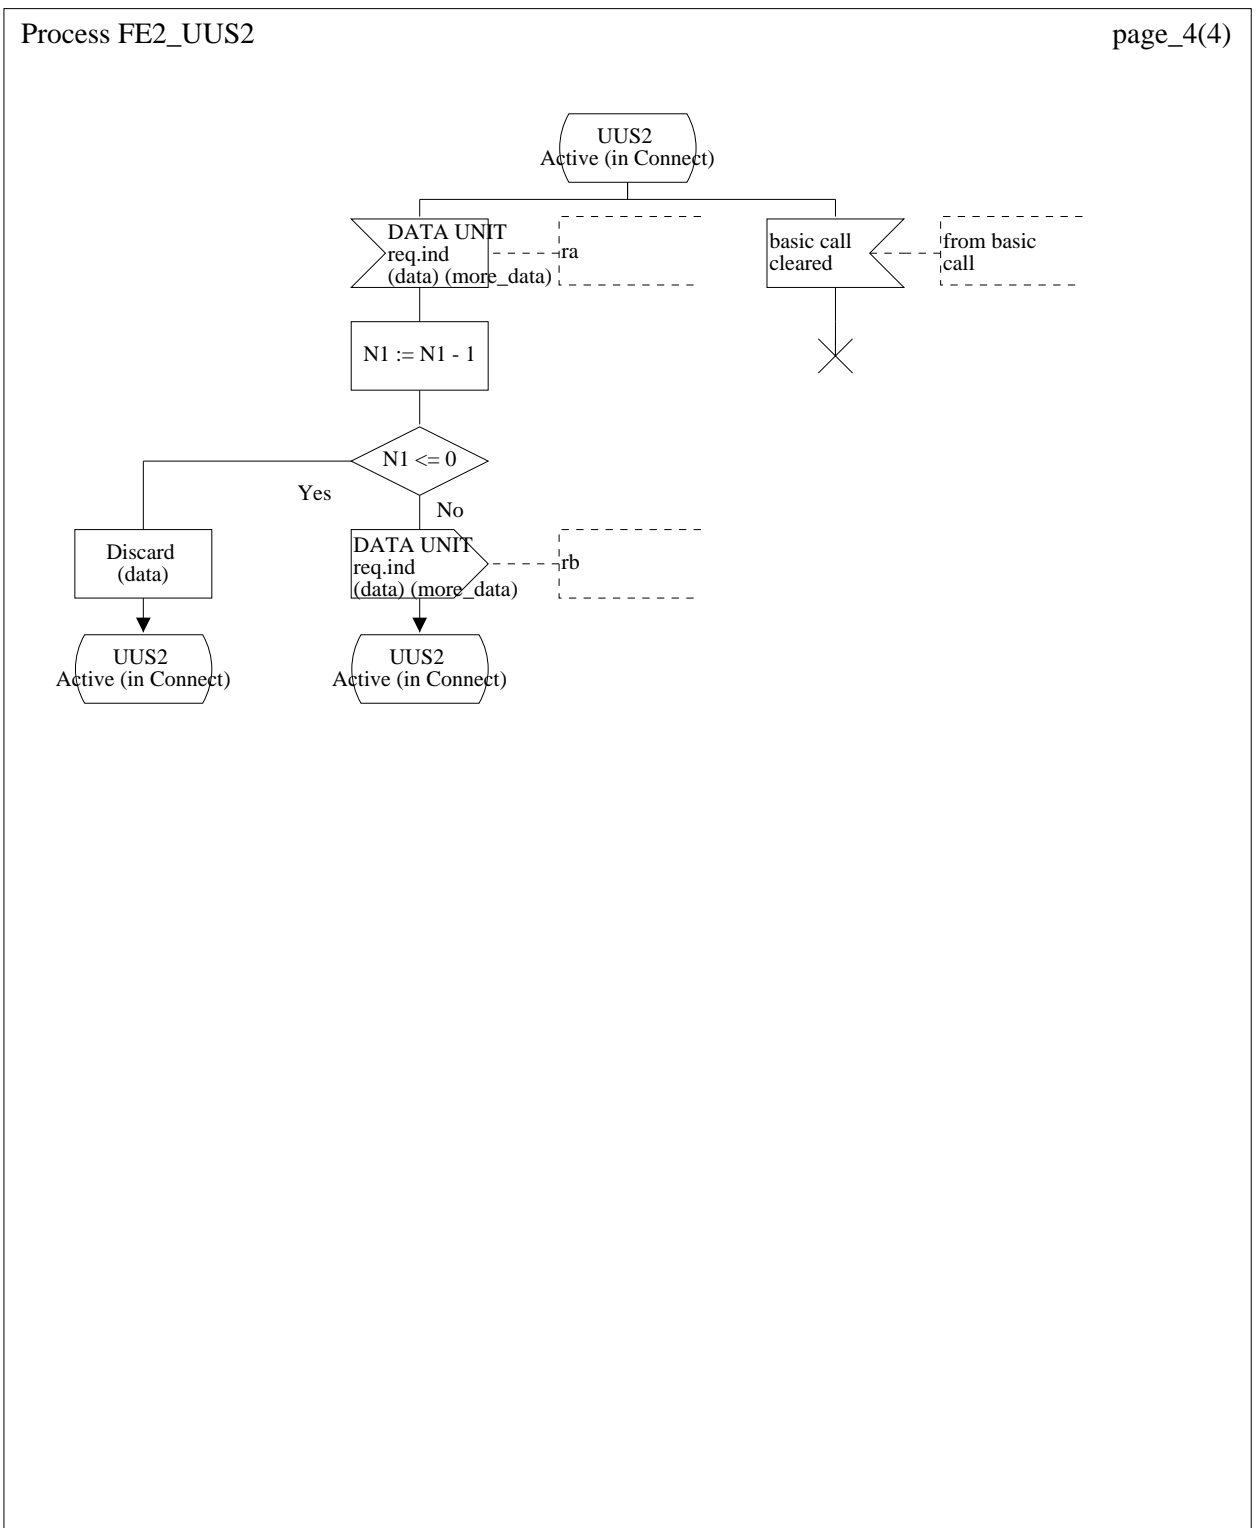 Process FE2_UUS2
page_4(4)
UUS2
Active (in Connect)
DATA UNIT
req.ind
(data) (more_data)
ra
basic call
cleared
from basic
call
N1 := N1 - 1
N1 <= 0
Yes
No
Discard
(data)
DATA UNIT
req.ind
(data) (more_data)
rb
UUS2
Active (in Connect)
UUS2
Active (in Connect)